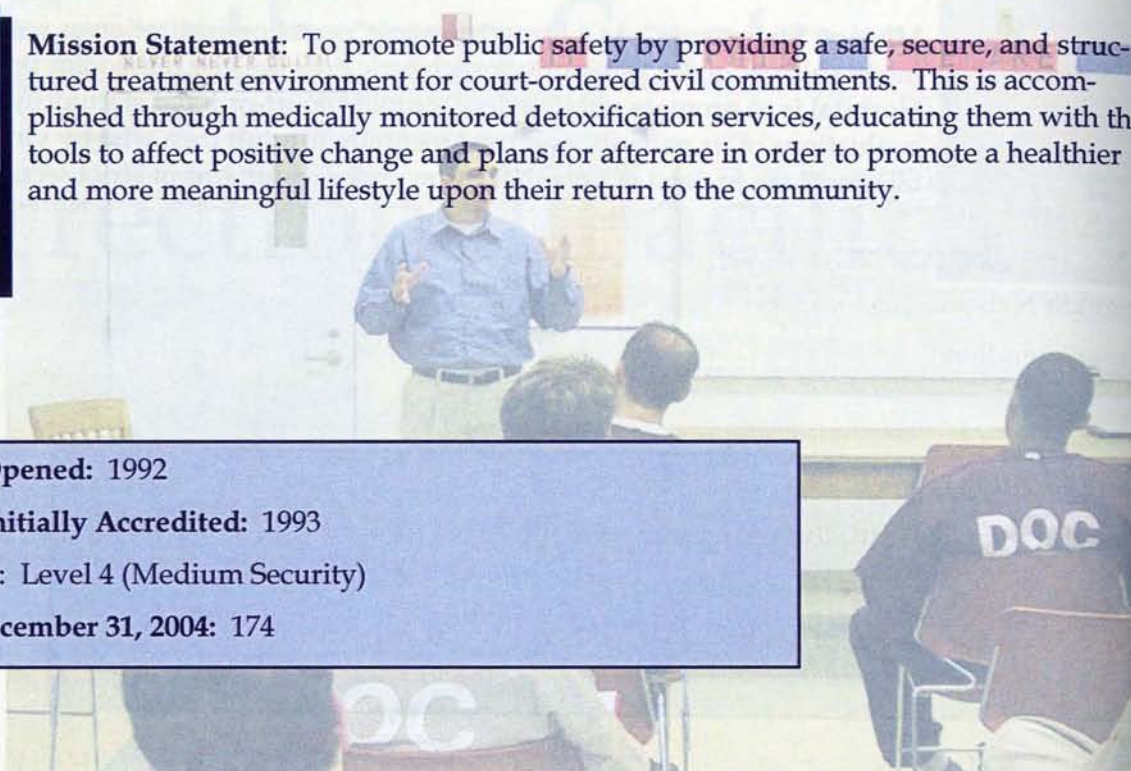 Mission Statement: To promote public safety by providing a safe, secure, and struc-
tured treatment environment for court-ordered civil commitments. This is accom-
plished through medically monitored detoxification services, educating them with th
tools to affect positive change and plans for aftercare in order to promote a healthier
and more meaningful lifestyle upon their return to the community.
pened: 1992
nitially Accredited: 1993
: Level 4 (Medium Security)
cember 31, 2004: 174
DOC
OC